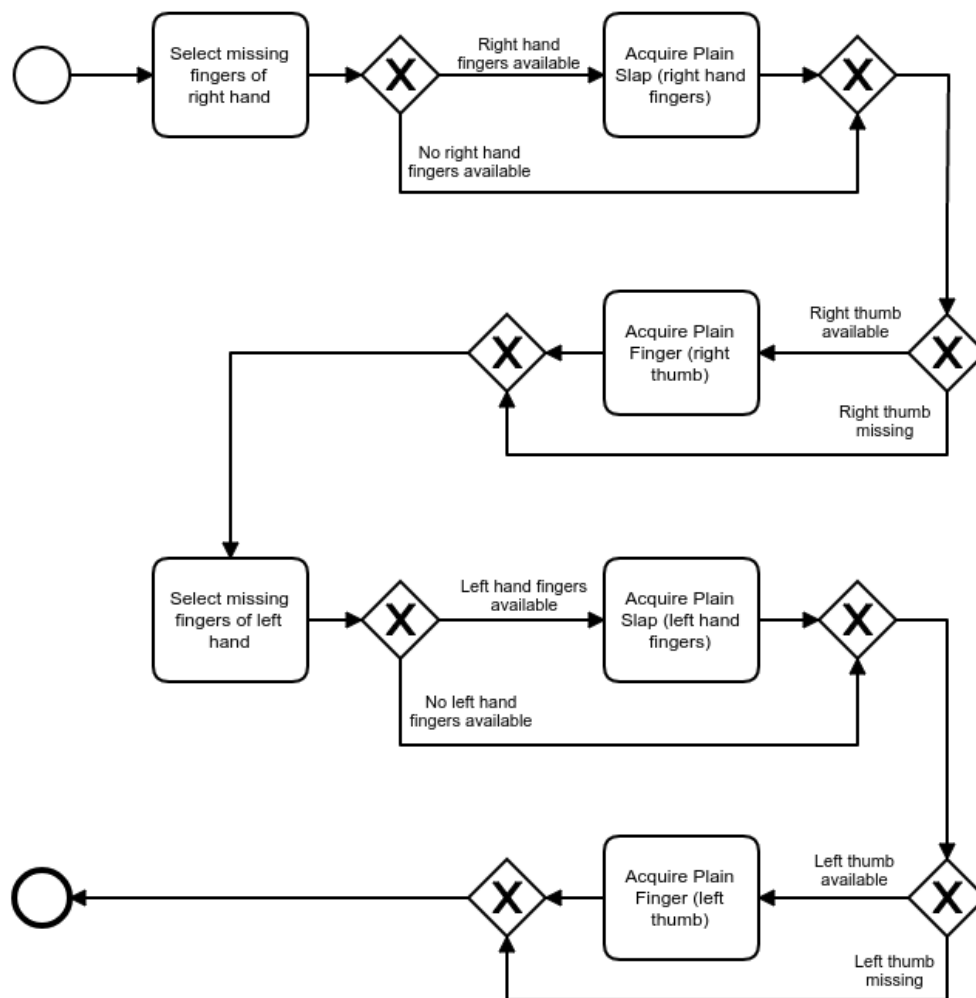 Select missing
fingers of
right hand
X
Right hand
fingers available
Acquire Plain
Slap (right hand
fingers)
X
No right hand
fingers available
X
Acquire Plain
Finger (right
thumb)
Right thumb
available
X
Right thumb
missing
Select missing
fingers of left
hand
X
Left hand fingers
available
Acquire Plain
Slap (left hand
fingers)
X
No left hand
fingers available
X
Acquire Plain
Finger (left
thumb)
Left thumb
available
X
Left thumb
missing